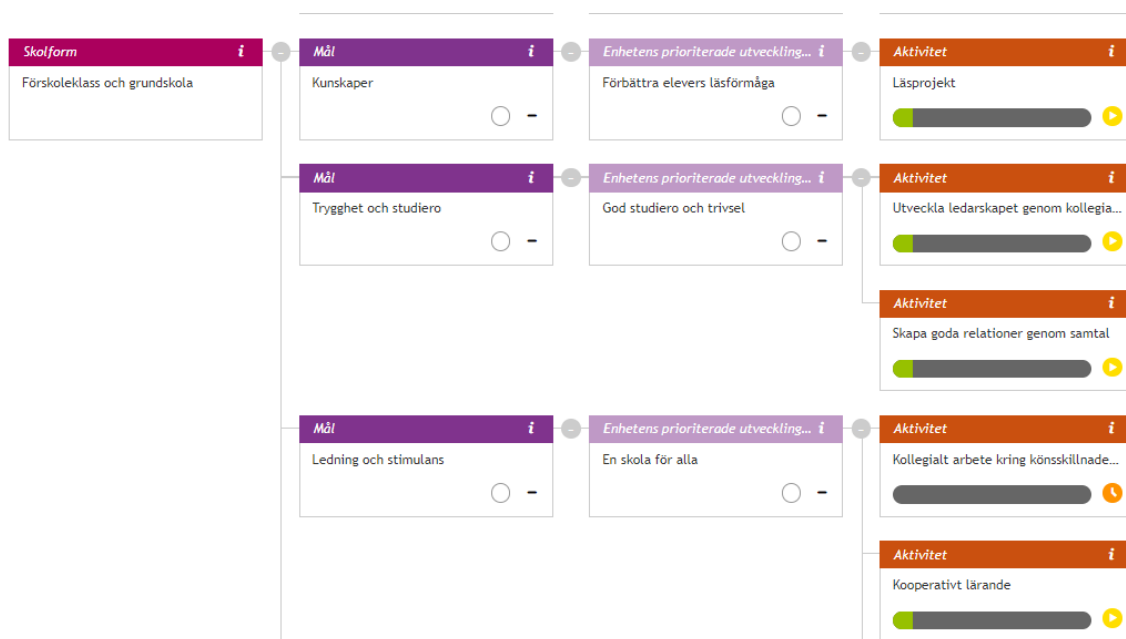 Skolform i
Mål i
Enhetens prioriterade utveckling... i
Aktivitet i
Förskoleklass och grundskola
Kunskaper
Förbättra elevers läsförmåga
Läsprojekt
Mål i
Enhetens prioriterade utveckling... i
Aktivitet i
Trygghet och studiero
God studiero och trivsel
Utveckla ledarskapet genom kollegia...
Aktivitet i
Skapa goda relationer genom samtal
Mål i
Enhetens prioriterade utveckling... i
Aktivitet i
Ledning och stimulans
En skola för alla
Kollegialt arbete kring könsskillnade...
Aktivitet i
Kooperativt lärande